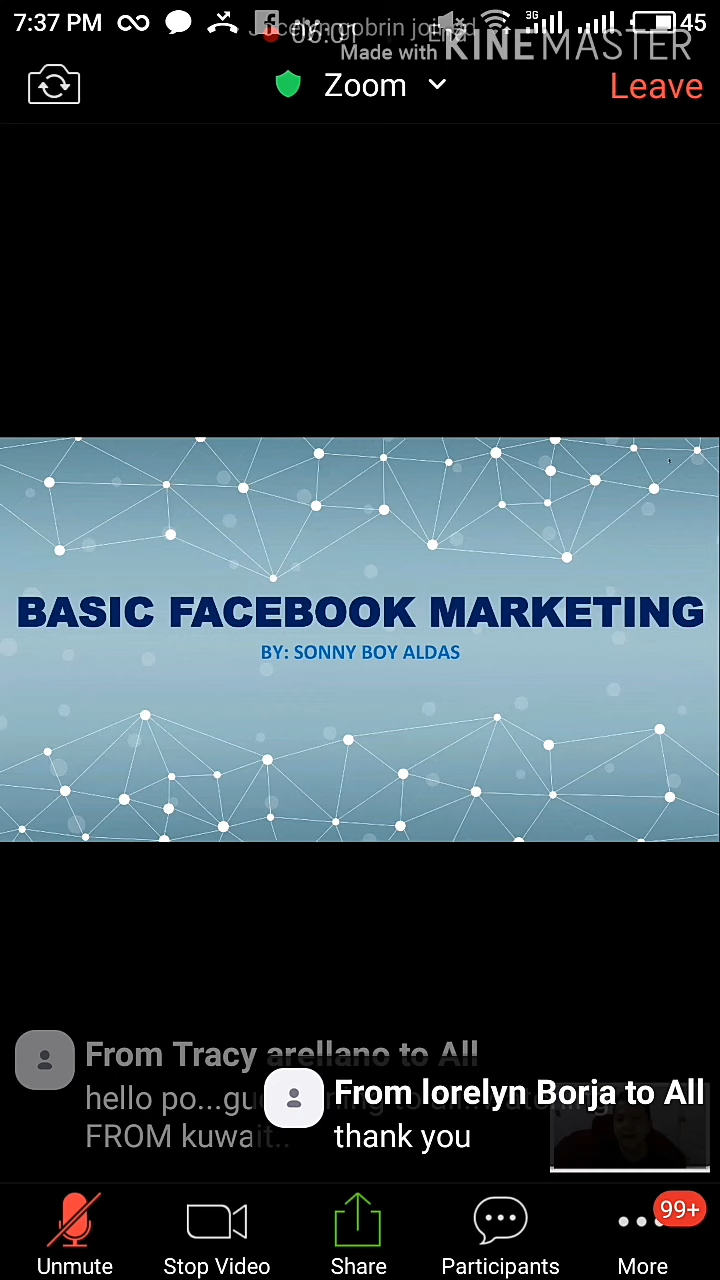 7:37 PM
3G
45
Made with KINEMASTER
Zoom
Leave
BASIC FACEBOOK MARKETING
BY: SONNY BOY ALDAS
From Tracy arellano to All
hello po...
FROM kuwait..
From lorelyn Borja to All
thank you
99+
Unmute
Stop Video
Share
Participants
More